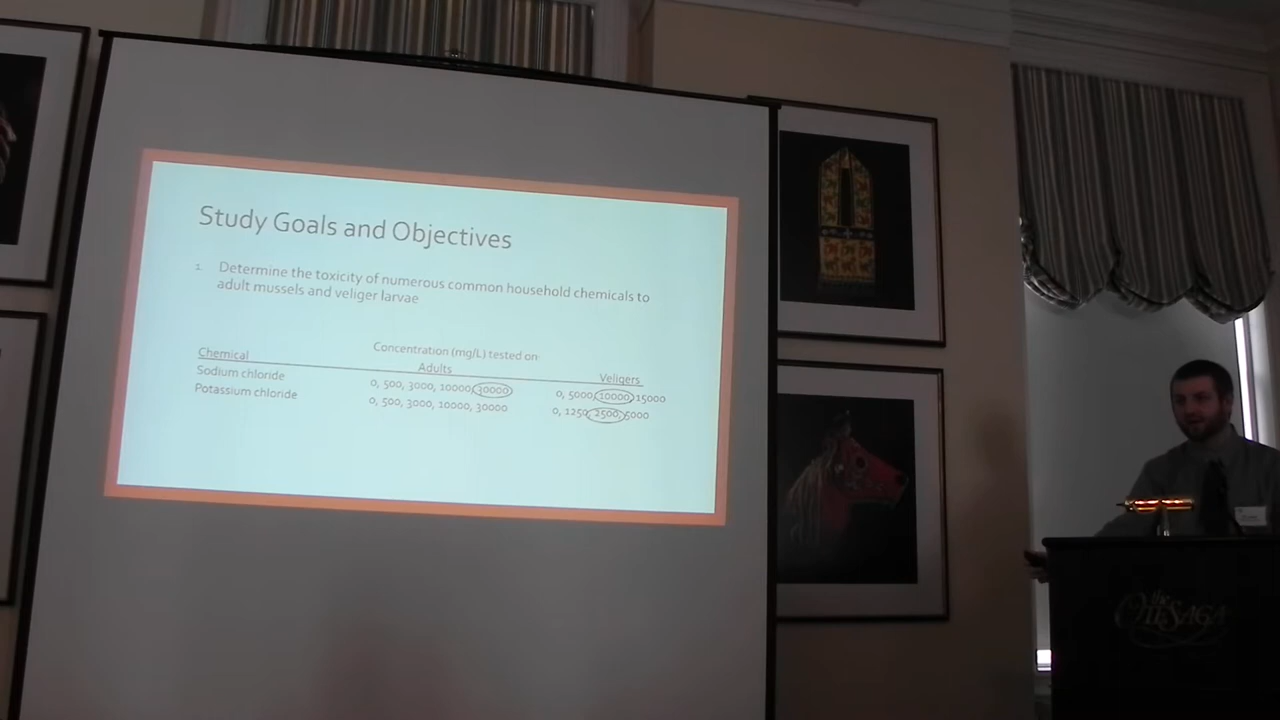 Study Goals and Objectives
Determine the toxicity of numerous common household chemicals to
adult mussels and veliger larvae
Concentration (mg/L) tested on
Chemical Adults Veligers
Sodium chloride 0, 500, 3000, 10000, 30000 0, 5000, 10000, 15000
Potassium chloride 0, 500, 3000, 10000, 30000 0, 1250, 2500, 5000
the
OTESAGA